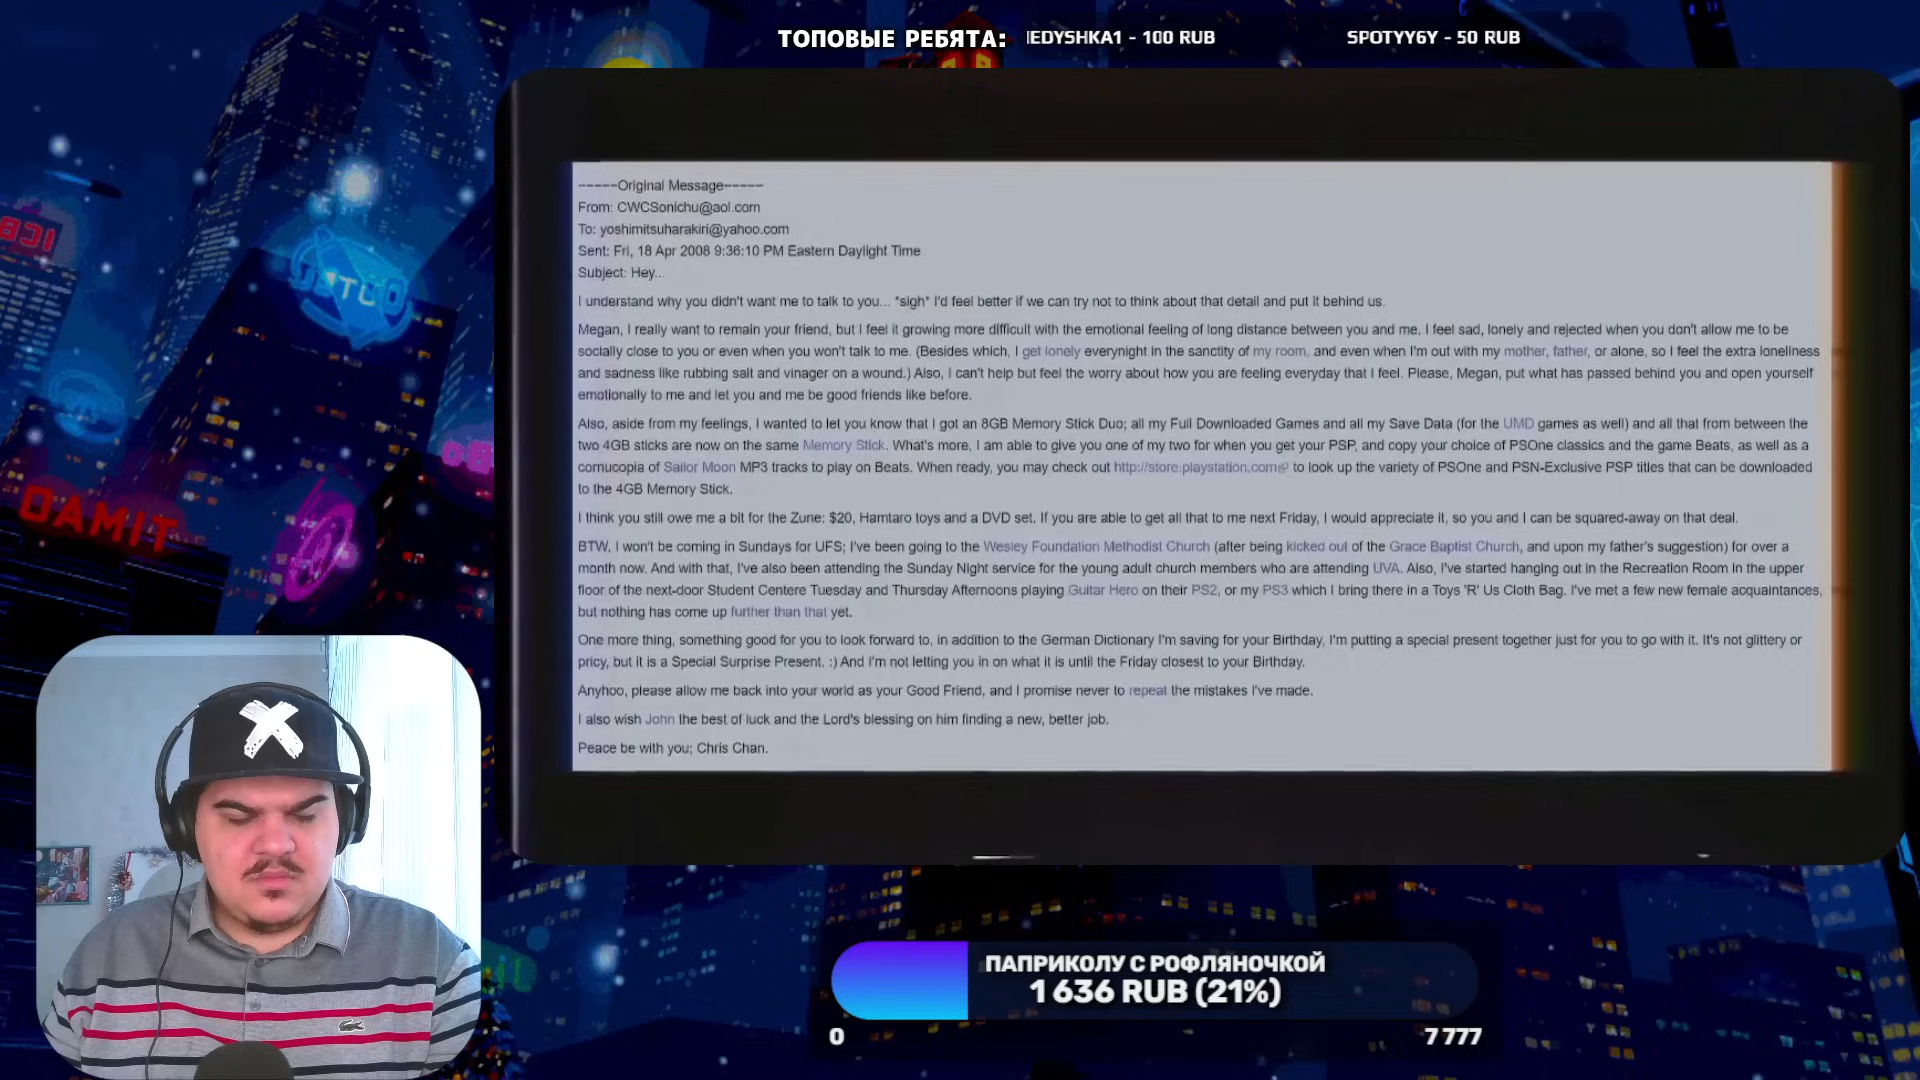 ТОПОВЫЕ РЕБЯТА: IEDYSHKA1 - 100 RUB SPOTYY6Y - 50 RUB
-----Original Message-----
From: CWCSonichu@aol.com
To: yoshimitsuharakiri@yahoo.com
Sent: Fri, 18 Apr 2008 9:36:10 PM Eastern Daylight Time
Subject: Hey...
I understand why you didn't want me to talk to you... *sigh* I'd feel better if we can try not to think about that detail and put it behind us.
Megan, I really want to remain your friend, but I feel it growing more difficult with the emotional feeling of long distance between you and me. I feel sad, lonely and rejected when you don't allow me to be
socially close to you or even when you won't talk to me. (Besides which, I get lonely everynight in the sanctity of my room, and even when I'm out with my mother, father, or alone, so I feel the extra loneliness
and sadness like rubbing salt and vinager on a wound.) Also, I can't help but feel the worry about how you are feeling everyday that I feel. Please, Megan, put what has passed behind you and open yourself
emotionally to me and let you and me be good friends like before.
Also, aside from my feelings, I wanted to let you know that I got an 8GB Memory Stick Duo; all my Full Downloaded Games and all my Save Data (for the UMD games as well) and all that from between the
two 4GB sticks are now on the same Memory Stick. What's more, I am able to give you one of my two for when you get your PSP, and copy your choice of PSOne classics and the game Beats, as well as a
cornucopia of Sailor Moon MP3 tracks to play on Beats. When ready, you may check out http://store.playstation.com to look up the variety of PSOne and PSN-Exclusive PSP titles that can be downloaded
to the 4GB Memory Stick.
I think you still owe me a bit for the Zune: $20, Hamtaro toys and a DVD set. If you are able to get all that to me next Friday, I would appreciate it, so you and I can be squared-away on that deal.
BTW, I won't be coming in Sundays for UFS; I've been going to the Wesley Foundation Methodist Church (after being kicked out of the Grace Baptist Church, and upon my father's suggestion) for over a
month now. And with that, I've also been attending the Sunday Night service for the young adult church members who are attending UVA. Also, I've started hanging out in the Recreation Room in the upper
floor of the next-door Student Centere Tuesday and Thursday Afternoons playing Guitar Hero on their PS2, or my PS3 which I bring there in a Toys 'R' Us Cloth Bag. I've met a few new female acquaintances,
but nothing has come up further than that yet.
One more thing, something good for you to look forward to, in addition to the German Dictionary I'm saving for your Birthday, I'm putting a special present together just for you to go with it. It's not glittery or
pricy, but it is a Special Surprise Present. :) And I'm not letting you in on what it is until the Friday closest to your Birthday.
Anyhoo, please allow me back into your world as your Good Friend, and I promise never to repeat the mistakes I've made.
I also wish John the best of luck and the Lord's blessing on him finding a new, better job.
Peace be with you; Chris Chan.
DAMIT
ПАПРИКОЛУ С РОФЛЯНОЧКОЙ
1 636 RUB (21%)
0 7 777